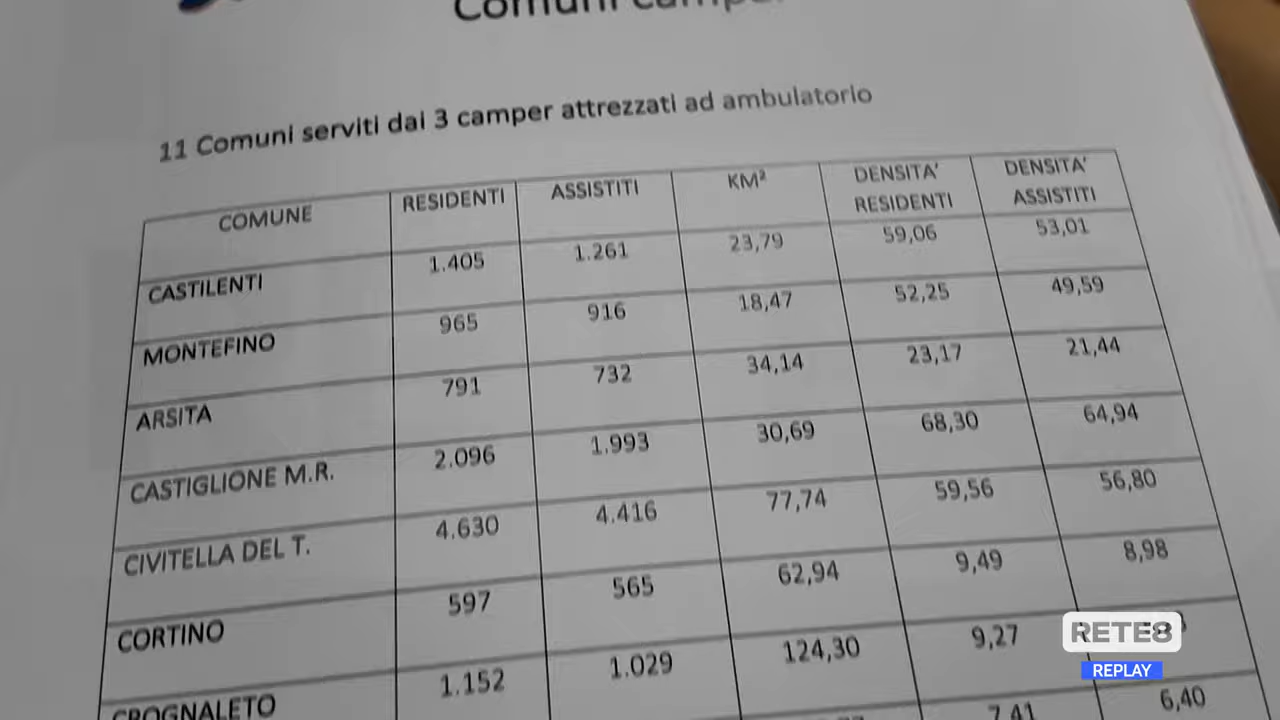 Comuni camper
11 Comuni serviti dai 3 camper attrezzati ad ambulatorio
COMUNE RESIDENTI ASSISTITI KM² DENSITA' RESIDENTI DENSITA' ASSISTITI
CASTILENTI 1.405 1.261 23,79 59,06 53,01
MONTEFINO 965 916 18,47 52,25 49,59
ARSITA 791 732 34,14 23,17 21,44
CASTIGLIONE M.R. 2.096 1.993 30,69 68,30 64,94
CIVITELLA DEL T. 4.630 4.416 77,74 59,56 56,80
CORTINO 597 565 62,94 9,49 8,98
CROGNALETO 1.152 1.029 124,30 9,27
7,41 6,40
RETE8
REPLAY